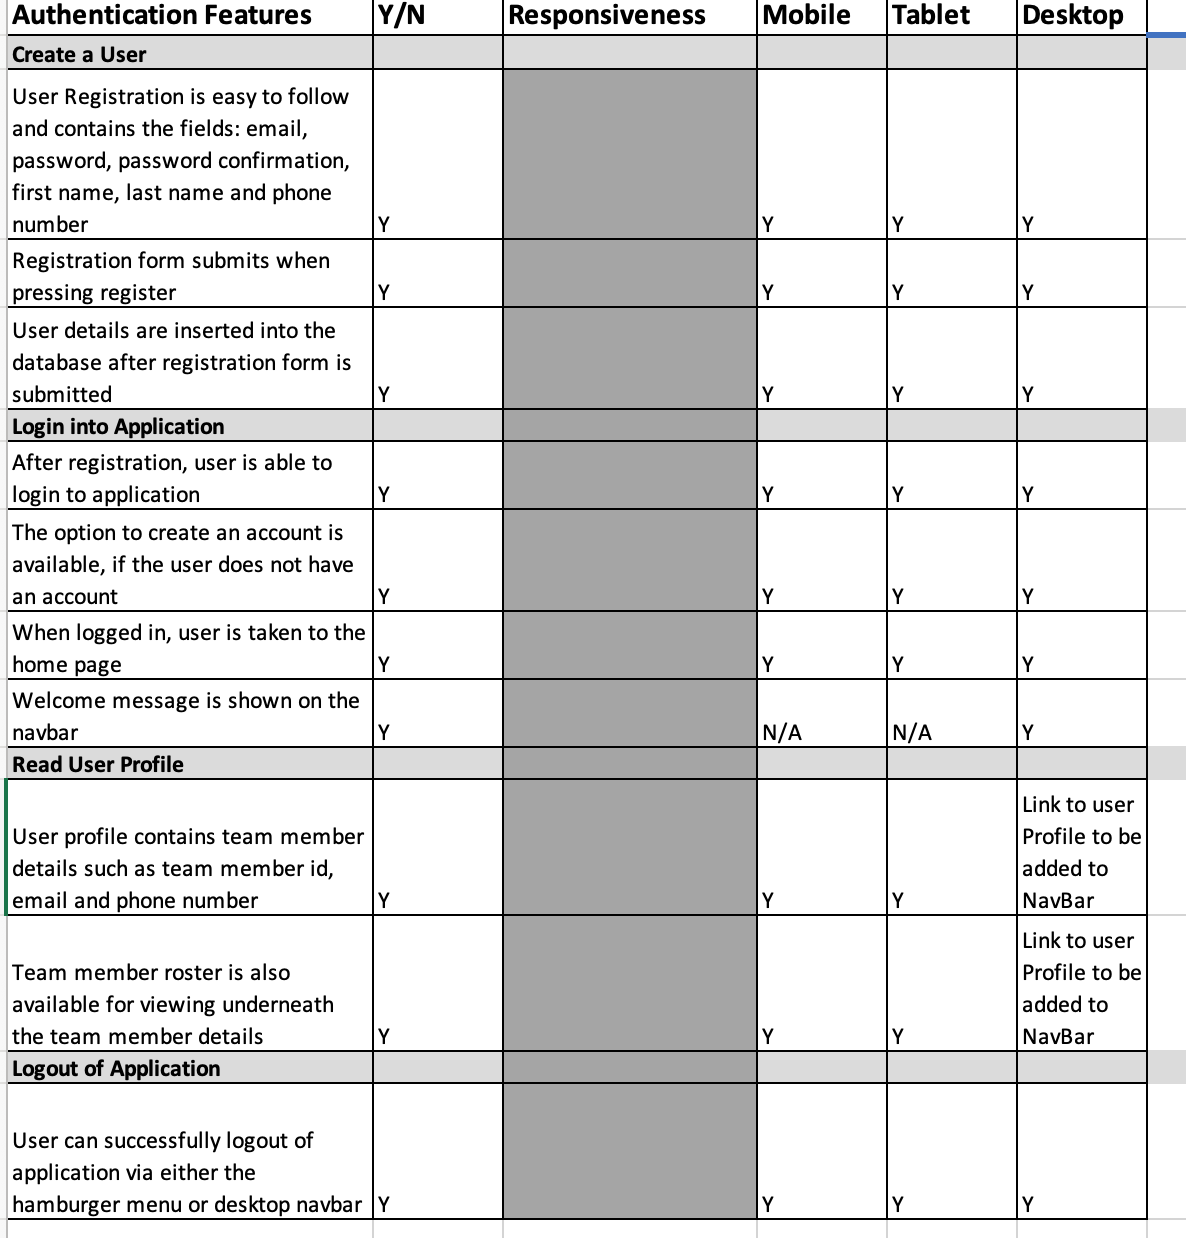 Authentication Features Y/N Responsiveness Mobile Tablet Desktop
Create a User
User Registration is easy to follow
and contains the fields: email,
password, password confirmation,
first name, last name and phone
number Y Y Y Y
Registration form submits when
pressing register Y Y Y Y
User details are inserted into the
database after registration form is
submitted Y Y Y Y
Login into Application
After registration, user is able to
login to application Y Y Y Y
The option to create an account is
available, if the user does not have
an account Y Y Y Y
When logged in, user is taken to the
home page Y Y Y Y
Welcome message is shown on the
navbar Y N/A N/A Y
Read User Profile
User profile contains team member
details such as team member id,
email and phone number Y Y Y
Link to user
Profile to be
added to
NavBar
Team member roster is also
available for viewing underneath
the team member details Y Y Y
Link to user
Profile to be
added to
NavBar
Logout of Application
User can successfully logout of
application via either the
hamburger menu or desktop navbar Y Y Y Y